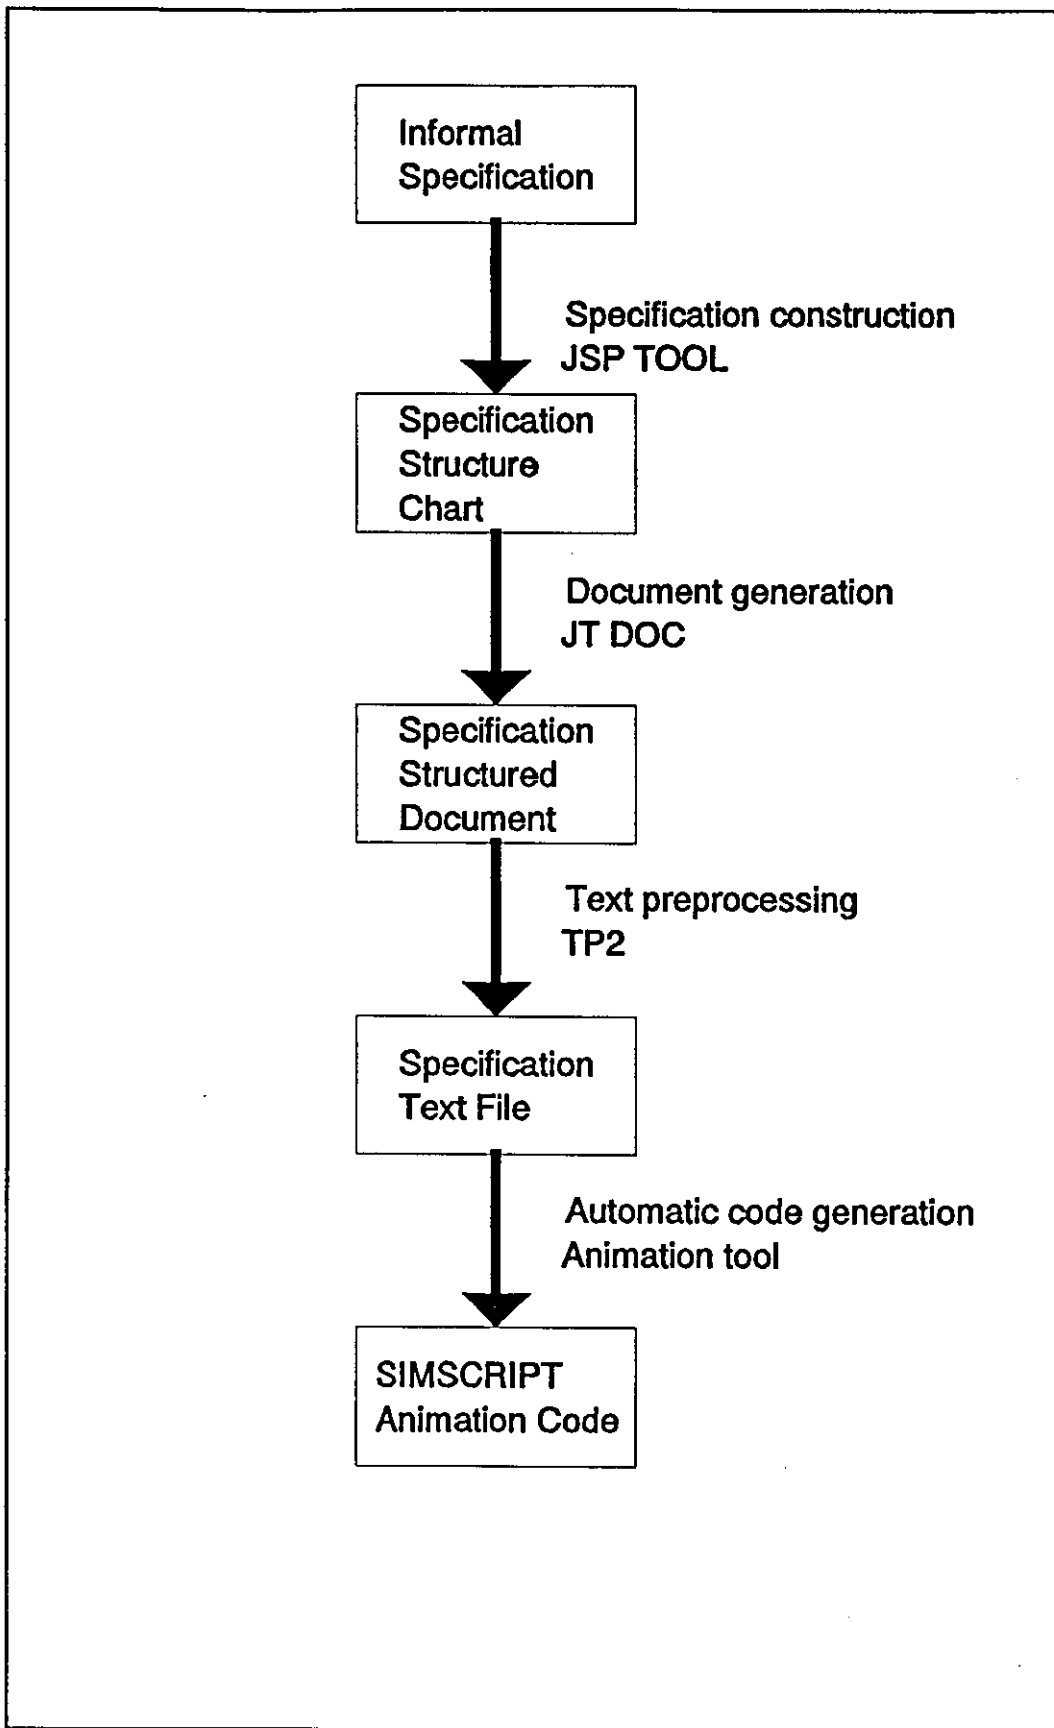 Informal
Specification
Specification construction
JSP TOOL
Specification
Structure
Chart
Document generation
JT DOC
Specification
Structured
Document
Text preprocessing
TP2
Specification
Text File
Automatic code generation
Animation tool
SIMSCRIPT
Animation Code